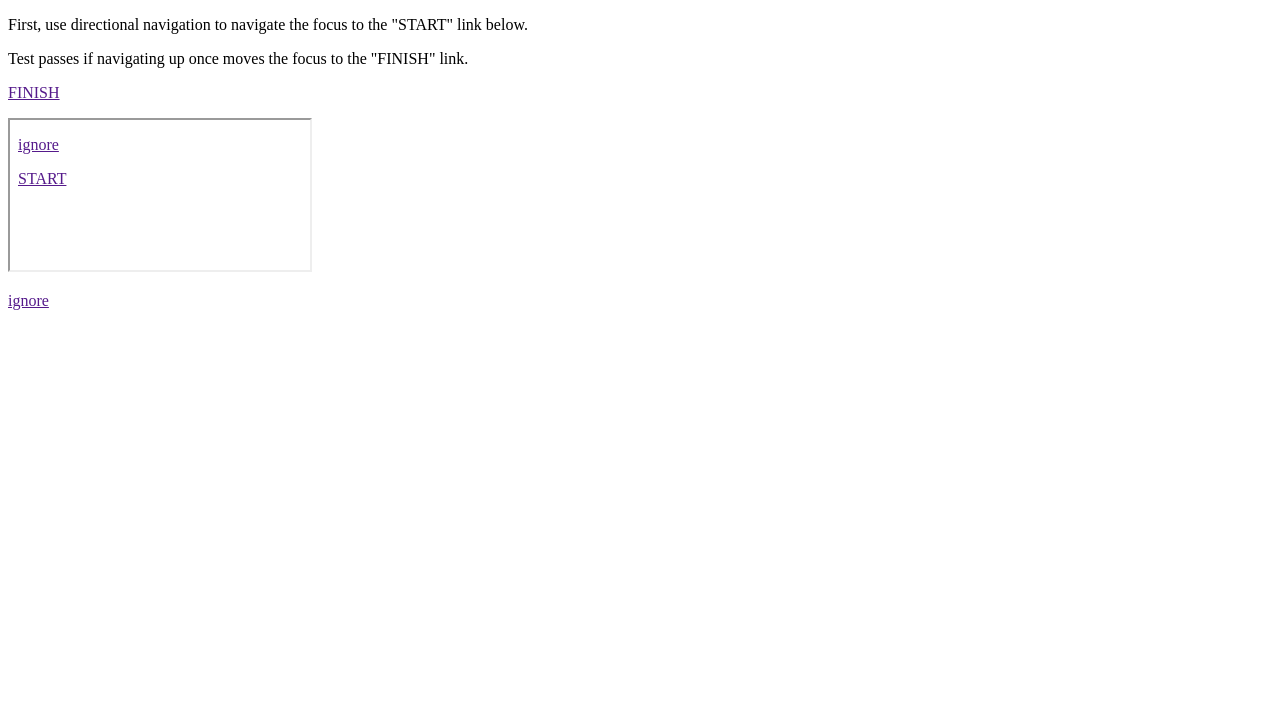 First, use directional navigation to navigate the focus to the "START" link below.
Test passes if navigating up once moves the focus to the "FINISH" link.
FINISH
ignore
START
ignore